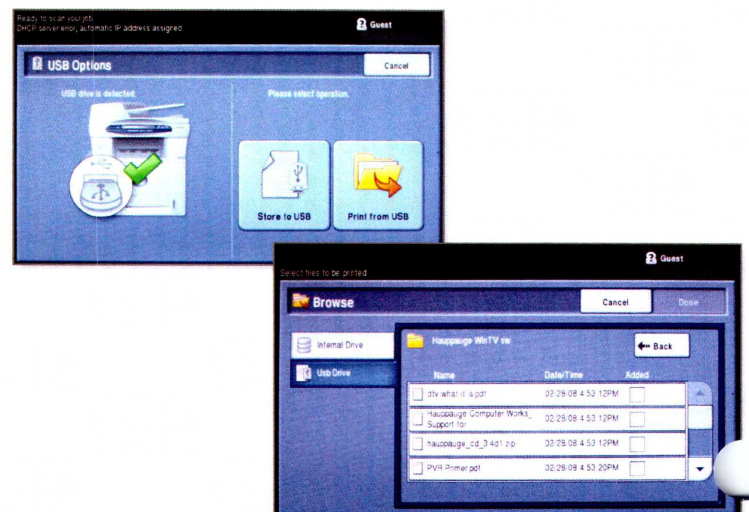 Ready to scan your job.
DHCP server error, automatic IP address assigned
Guest
USB Options
Cancel
USB drive is detected.
Please select operation.
Store to USB
Print from USB
Guest
Select files to be printed
Browse
Cancel
Done
Internal Drive
Usb Drive
Hauppauge WinTV sw
Back
Name Date/Time Added
dtv what it is.pdf 02-28-08 4:53:12PM
Hauppauge Computer Works_
Support for 02-28-08 4:53:12PM
hauppauge_cd_3.4d1.zip 02-28-08 4:53:12PM
PVR Primer.pdf 02-28-08 4:53:20PM